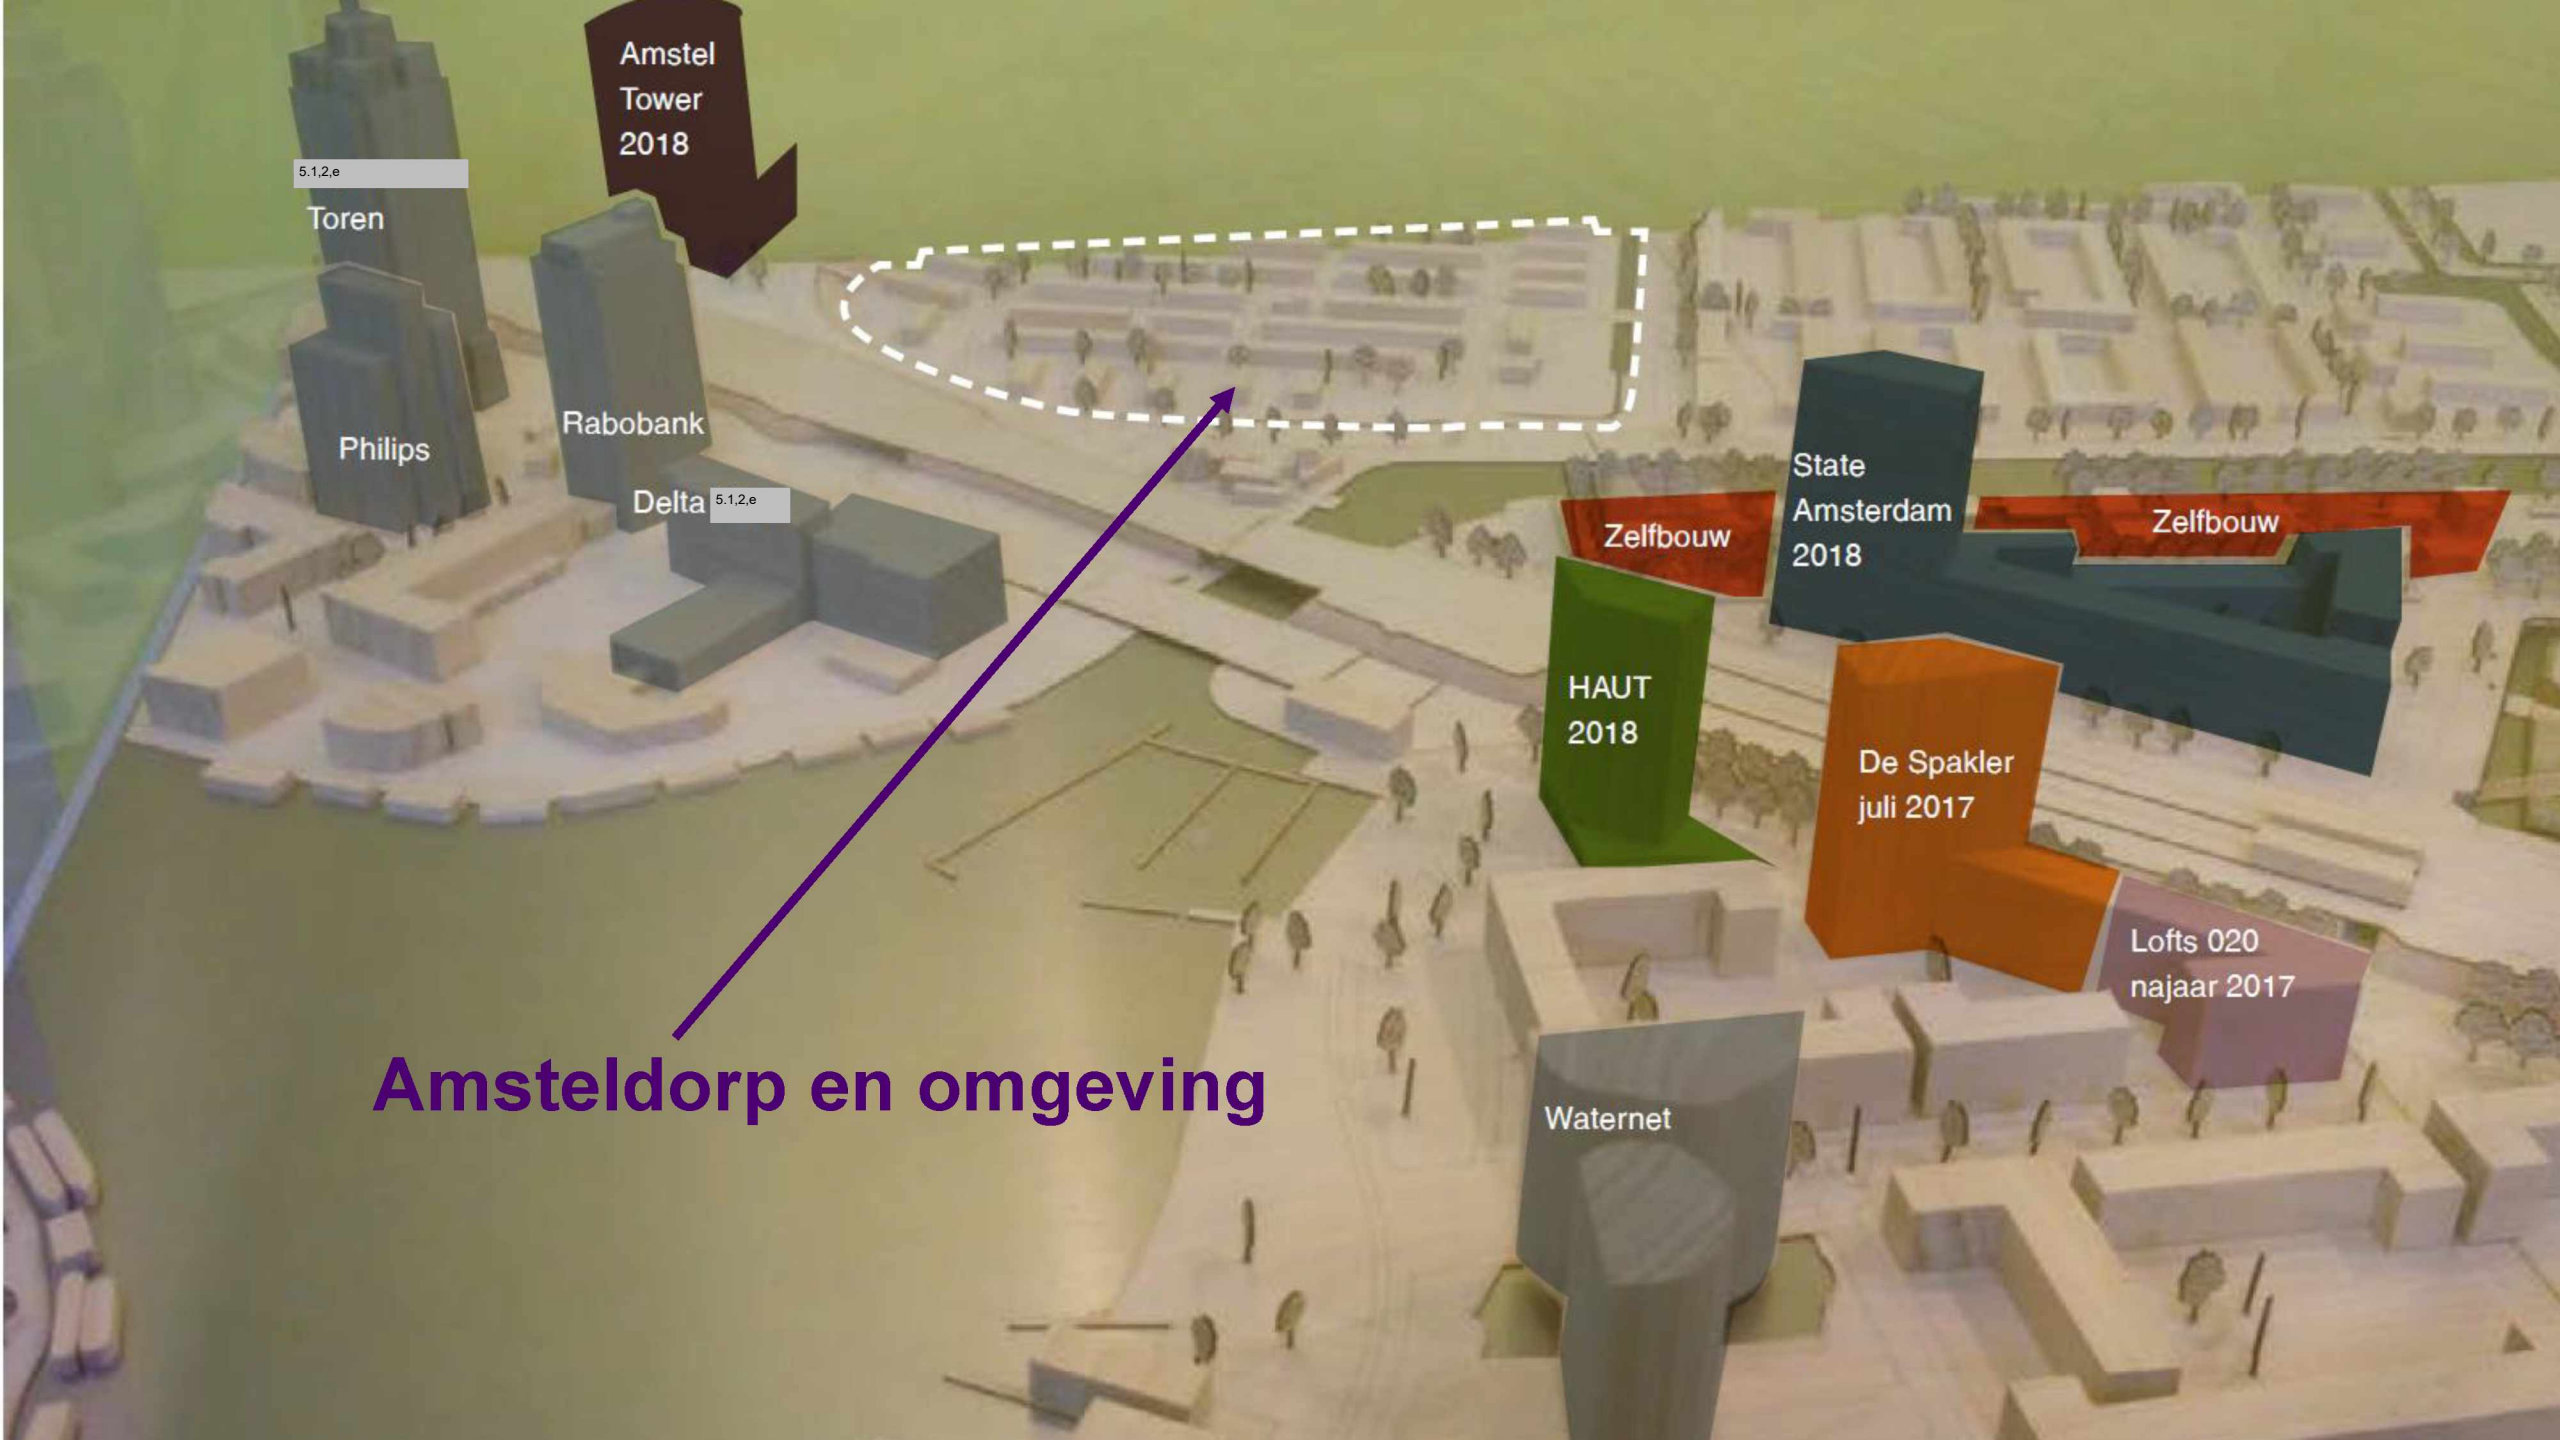 Amstel
Tower
2018
5.1,2,e
Toren
Philips
Rabobank
Delta 5.1,2,e
Zelfbouw
State
Amsterdam
2018
Zelfbouw
HAUT
2018
De Spakler
juli 2017
Lofts 020
najaar 2017
Amsteldorp en omgeving
Waternet